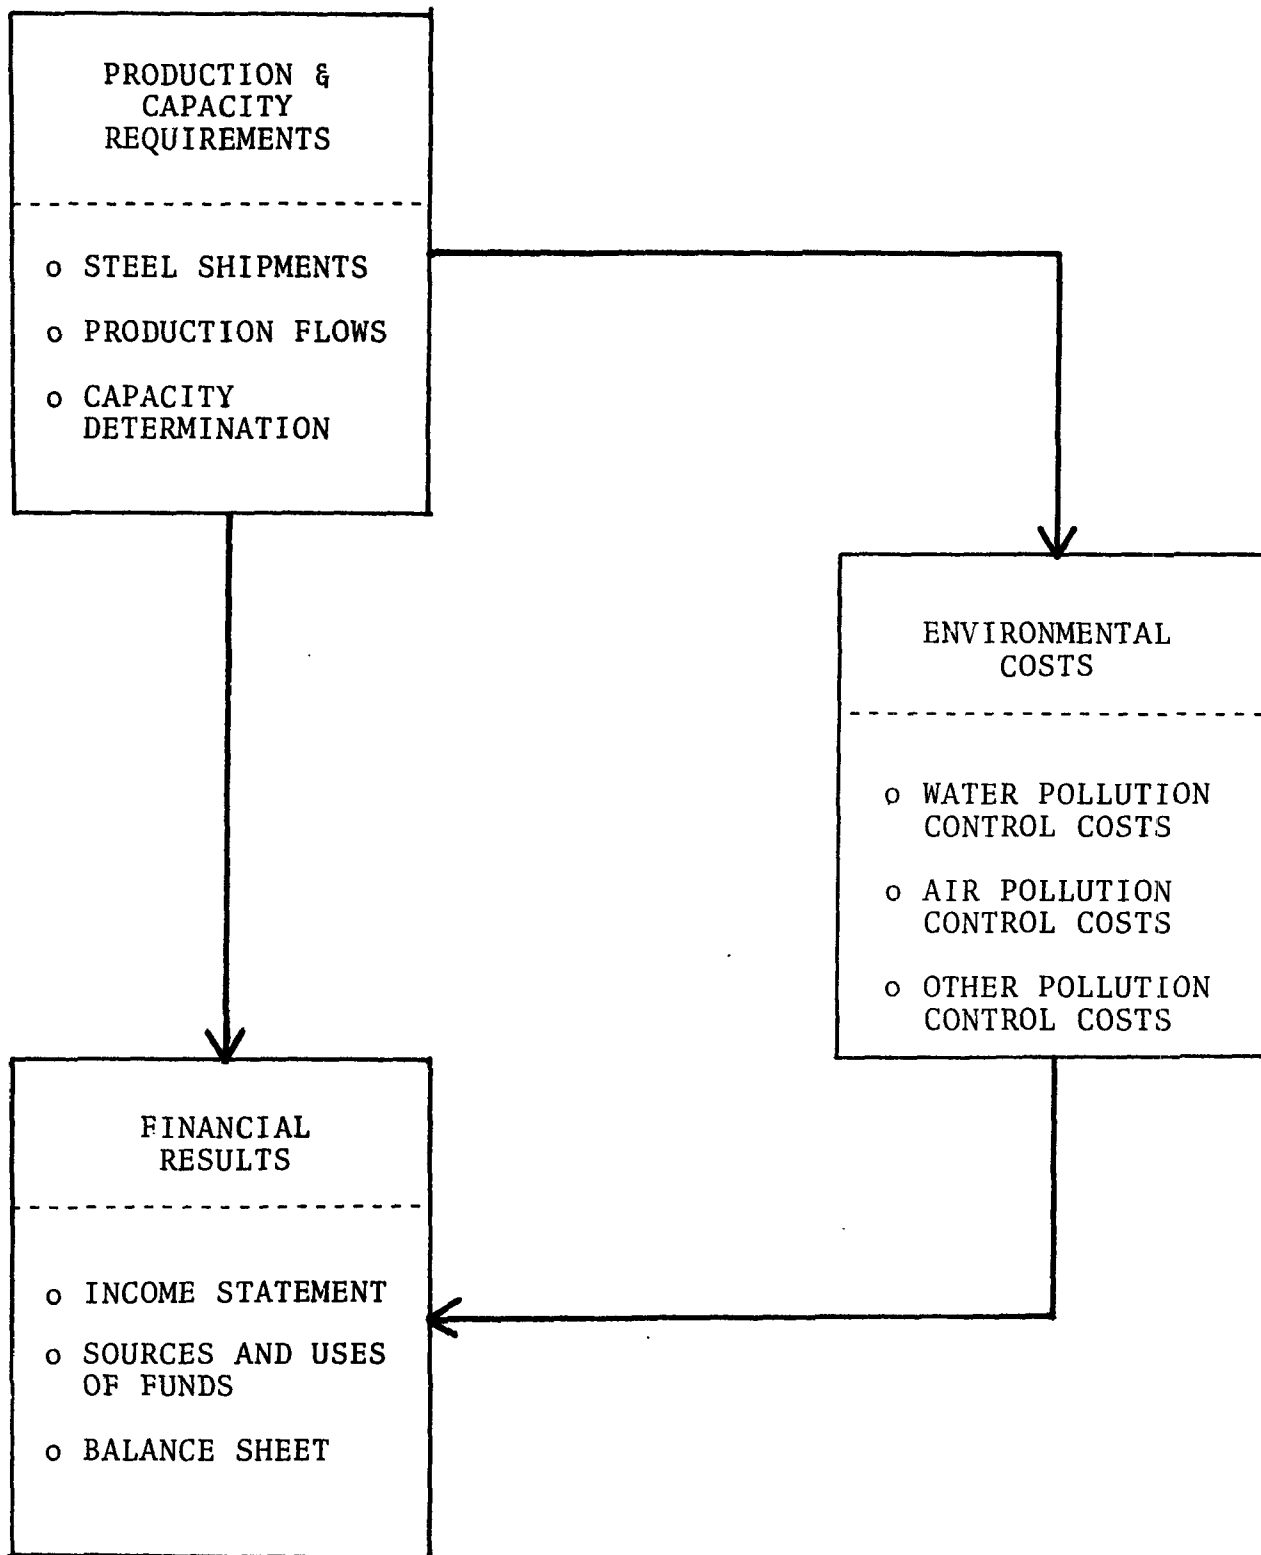 PRODUCTION &
CAPACITY
REQUIREMENTS
o STEEL SHIPMENTS
o PRODUCTION FLOWS
o CAPACITY
DETERMINATION
ENVIRONMENTAL
COSTS
o WATER POLLUTION
CONTROL COSTS
o AIR POLLUTION
CONTROL COSTS
o OTHER POLLUTION
CONTROL COSTS
FINANCIAL
RESULTS
o INCOME STATEMENT
o SOURCES AND USES
OF FUNDS
o BALANCE SHEET